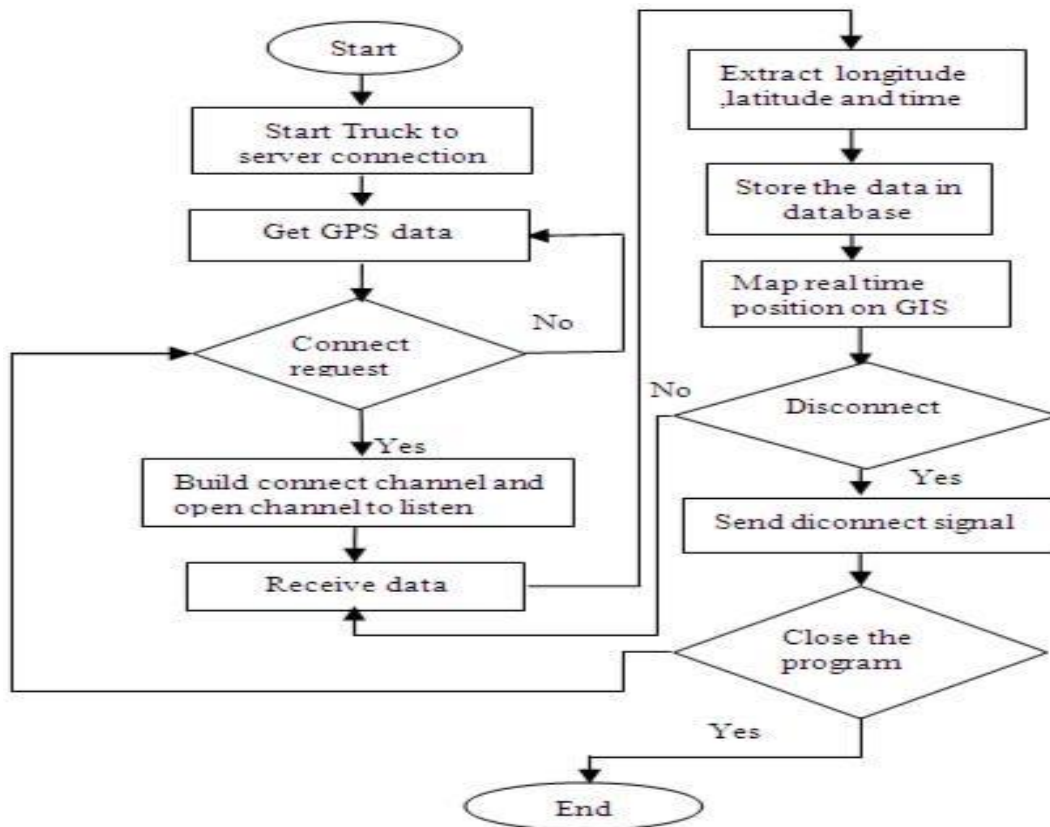 Start
Start Truck to
server connection
Get GPS data
No
Connect
request
Yes
Build connect channel and
open channel to listen
Receive data
Extract longitude
,latitude and time
Store the data in
database
Map real time
position on GIS
No
Disconnect
Yes
Send diconnect signal
Close the
program
Yes
End